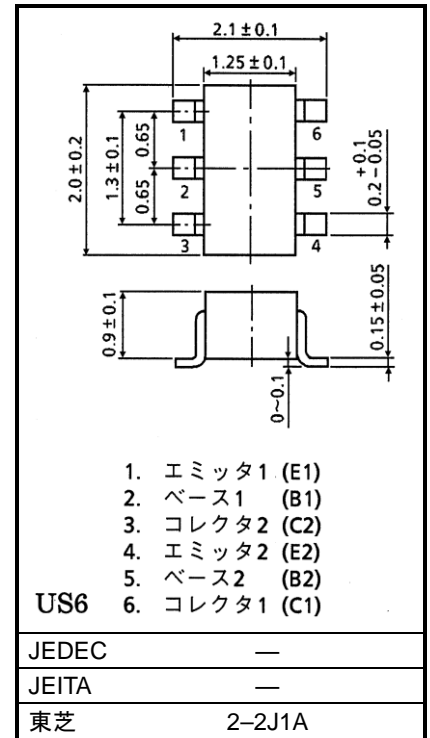 2.1±0.1
1.25±0.1
2.0±0.2
1.3±0.1
0.65
0.65
1
2
3
6
5
4
+0.1
0.2−0.05
0.9±0.1
0.15±0.05
0~0.1
1. エミッタ1 (E1)
2. ベース1 (B1)
3. コレクタ2 (C2)
4. エミッタ2 (E2)
5. ベース2 (B2)
US6 6. コレクタ1 (C1)
JEDEC —
JEITA —
東芝 2–2J1A